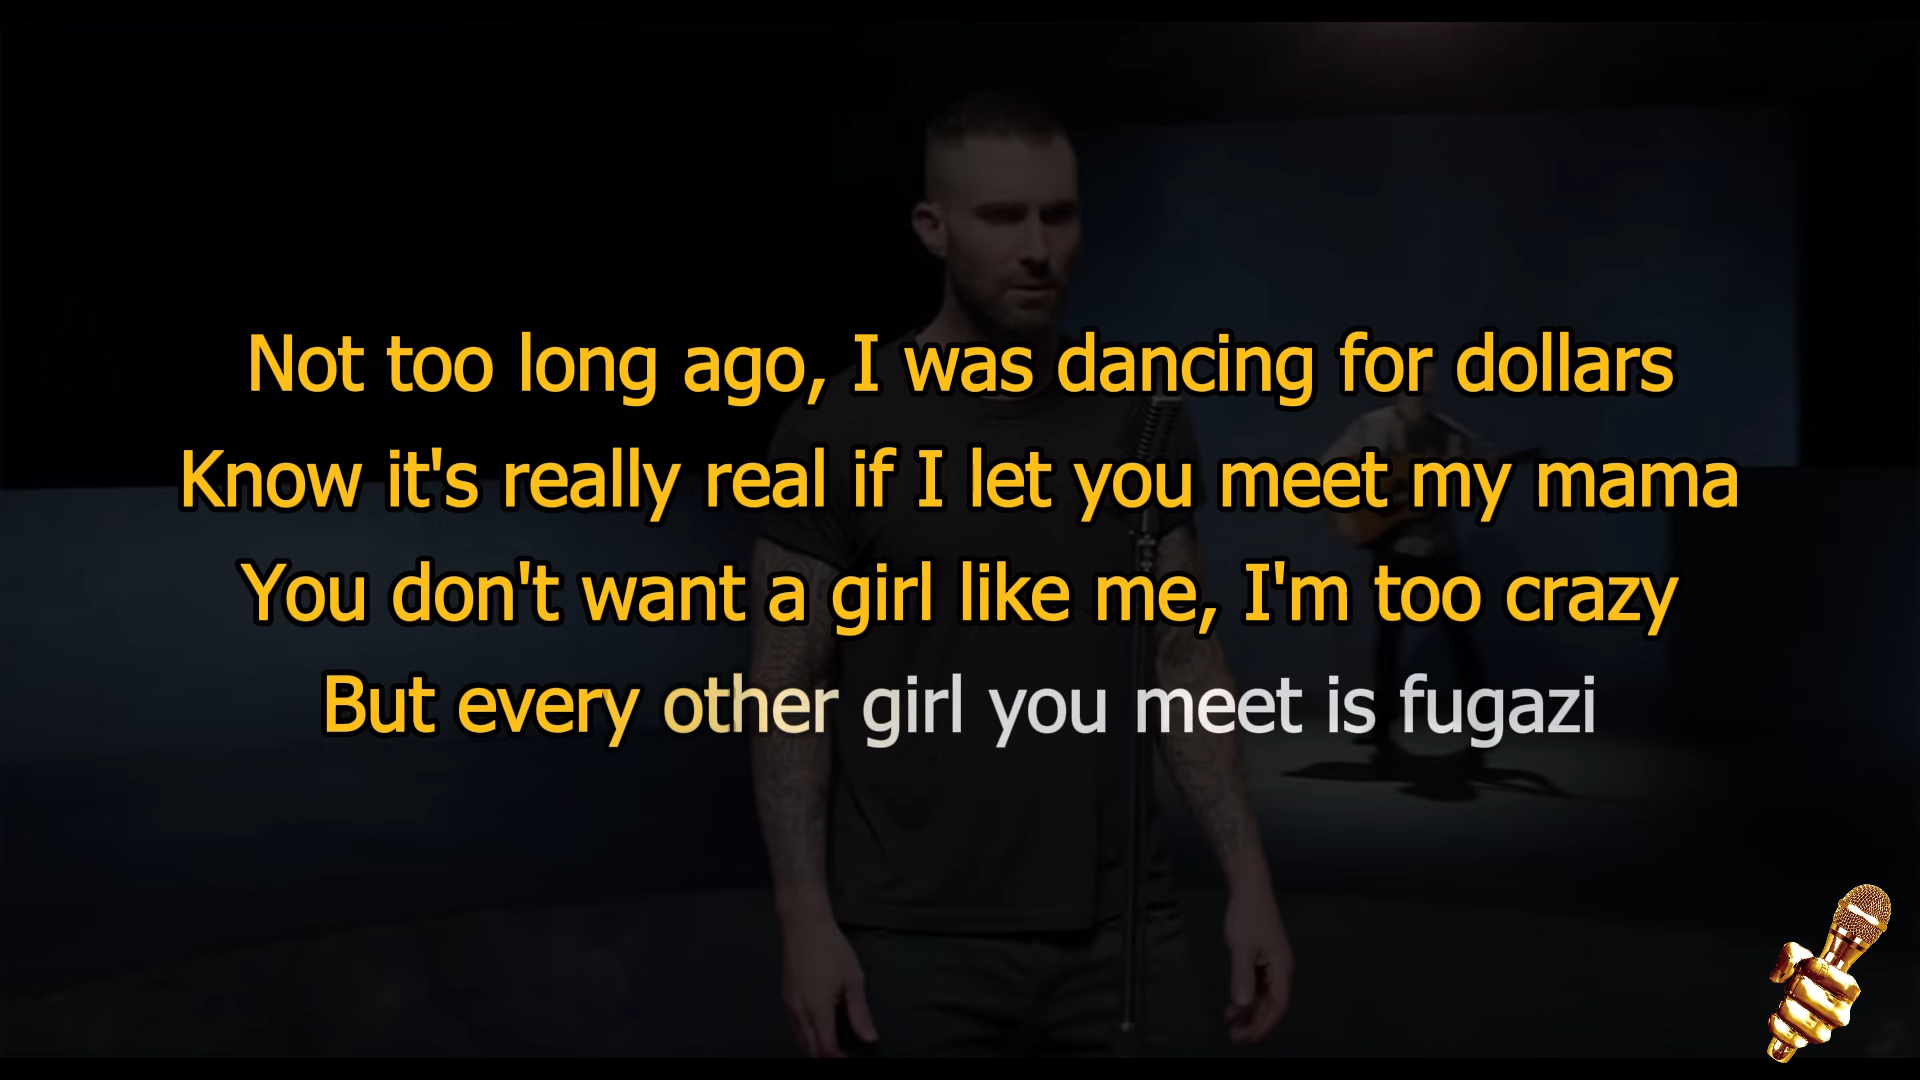 Not too long ago, I was dancing for dollars
Know it's really real if I let you meet my mama
You don't want a girl like me, I'm too crazy
But every other girl you meet is fugazi